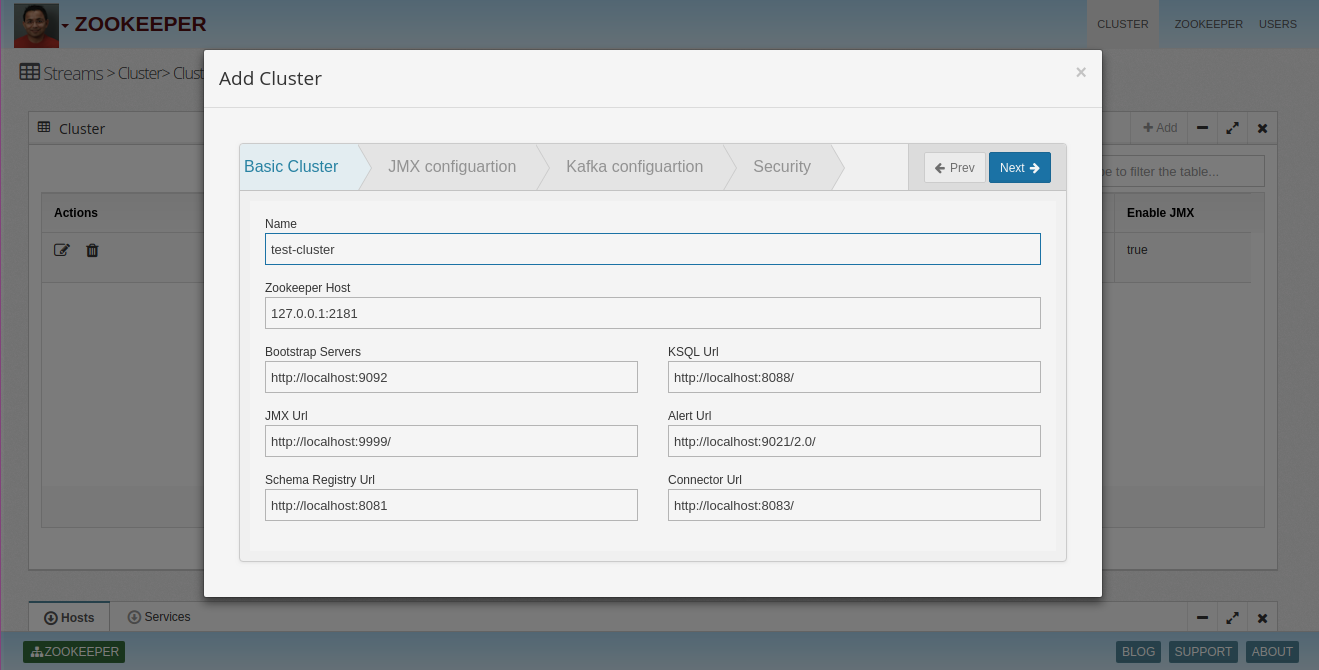 ZOOKEEPER
CLUSTER ZOOKEEPER USERS
Streams > Cluster> Clust
Add Cluster
×
Cluster
Add
Basic Cluster
JMX configuartion
Kafka configuartion
Security
Prev
Next
e to filter the table...
Actions
Enable JMX
true
Name
test-cluster
Zookeeper Host
127.0.0.1:2181
Bootstrap Servers
KSQL Url
http://localhost:9092
http://localhost:8088/
JMX Url
Alert Url
http://localhost:9999/
http://localhost:9021/2.0/
Schema Registry Url
Connector Url
http://localhost:8081
http://localhost:8083/
Hosts
Services
ZOOKEEPER
BLOG SUPPORT ABOUT